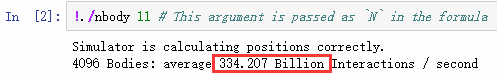 In [2]: !./nbody 11 # This argument is passed as `N` in the formula
Simulator is calculating positions correctly.
4096 Bodies: average 334.207 Billion Interactions / second